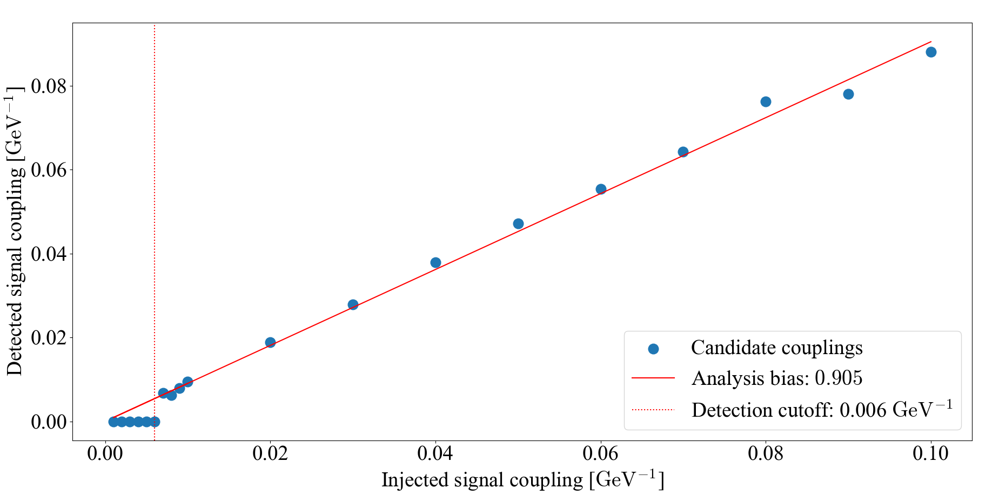 Detected signal coupling [GeV⁻¹]
0.08
0.06
0.04
0.02
0.00
0.00 0.02 0.04 0.06 0.08 0.10
Injected signal coupling [GeV⁻¹]
Candidate couplings
Analysis bias: 0.905
Detection cutoff: 0.006 GeV⁻¹